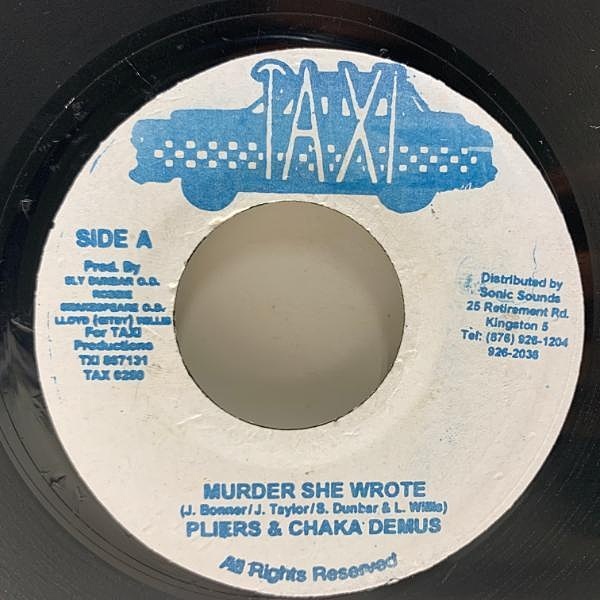 TAXI
SIDE A
Prod. By
SLY DUNBAR O.D.
ROBBIE
SHAKESPEARE O.D.
LLOYD (GITSY) WILLIS
For TAXI
Productions
TXI 867131
TAX 6260
Distributed by
Sonic Sounds
25 Retirement Rd.
Kingston 5
Tel: (876) 926-1204
926-2036
MURDER SHE WROTE
(J. Bonner/J. Taylor/S. Dunbar & L. Willis)
PLIERS & CHAKA DEMUS
All Rights Reserved